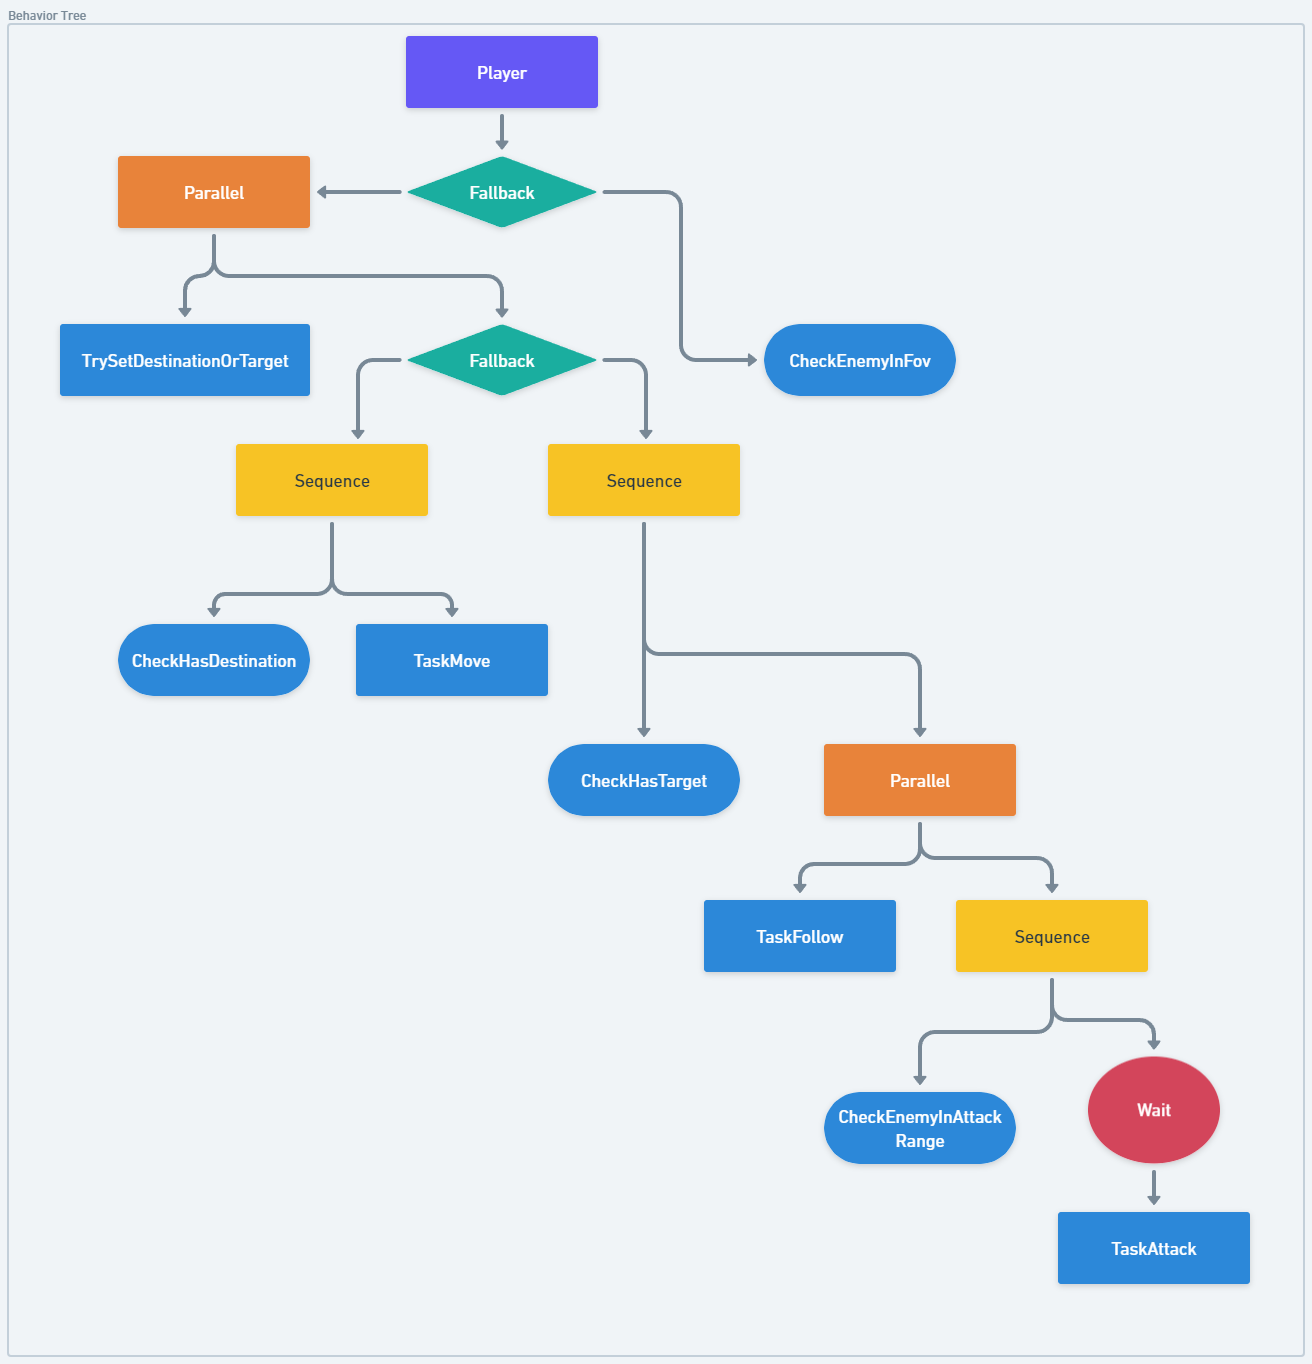 Behavior Tree
Player
Parallel
Fallback
TrySetDestinationOrTarget
Fallback
CheckEnemyInFov
Sequence
Sequence
CheckHasDestination
TaskMove
CheckHasTarget
Parallel
TaskFollow
Sequence
CheckEnemyInAttack
Range
Wait
TaskAttack